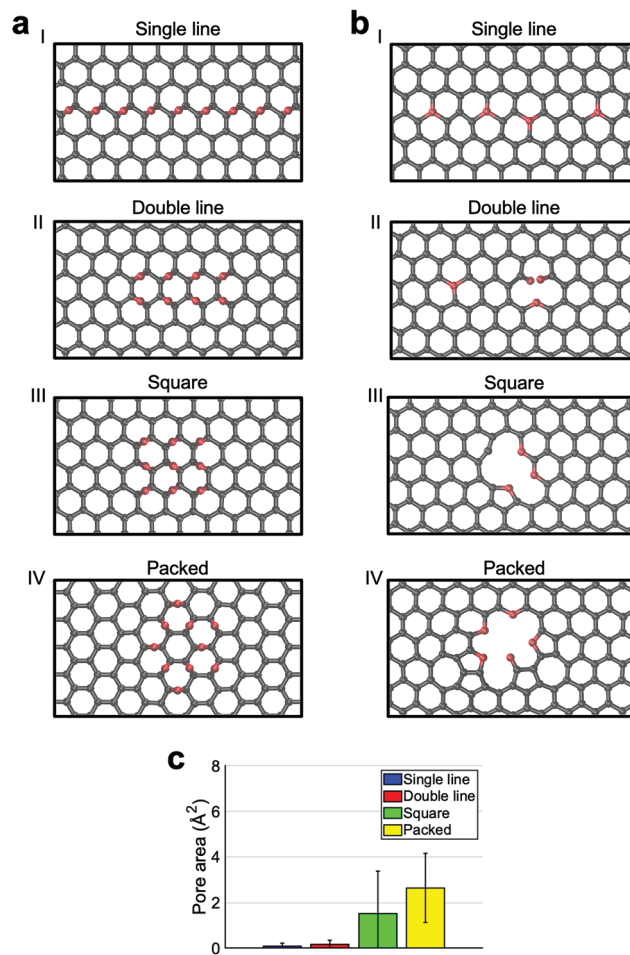 a
b
I
Single line
I
Single line
II
Double line
II
Double line
III
Square
III
Square
IV
Packed
IV
Packed
c
Pore area (Å2)
8
6
4
2
0
Single line
Double line
Square
Packed